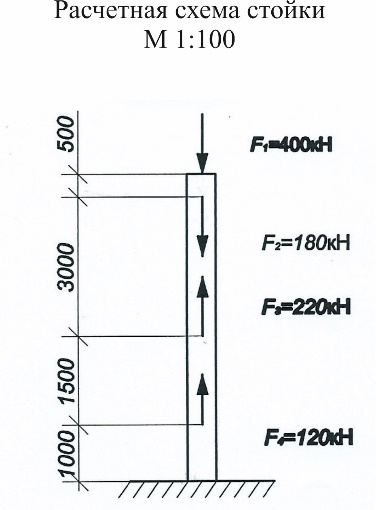 Расчетная схема стойки
М 1:100
500
F₁=400кН
F₂=180кН
3000
F₃=220кН
1500
F₄=120кН
1000